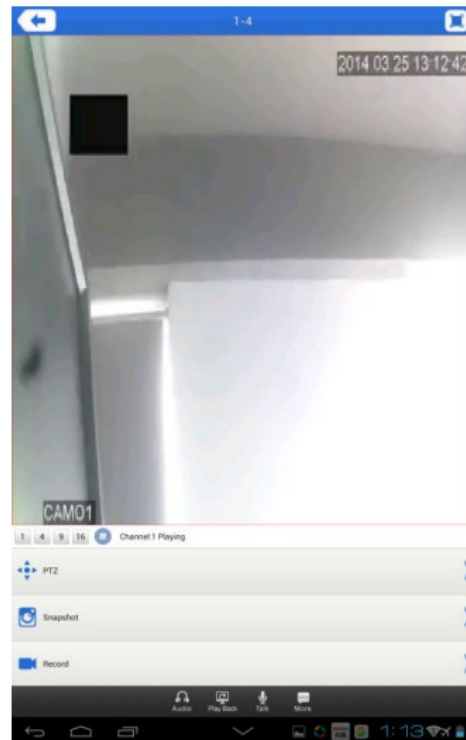 1-4
2014 03 25 13:12:42
CAM01
1 4 9 16 Channel:1 Playing
PTZ
Snapshot
Record
Audio Play Back Talk More
1:13